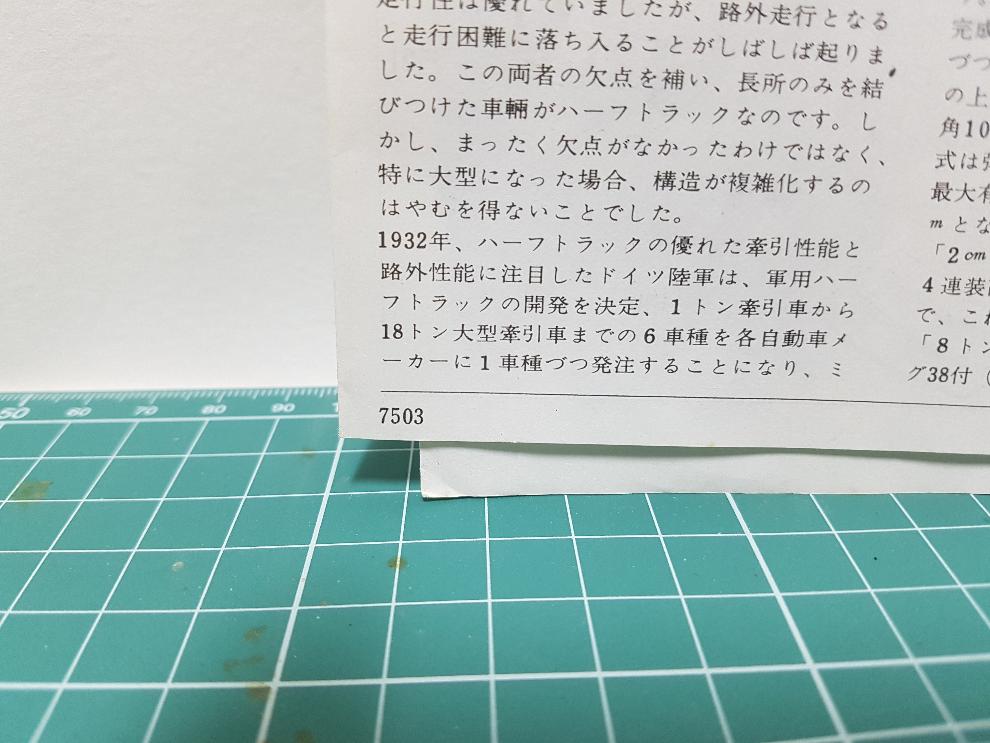 走行性は優れていましたが、路外走行となる
と走行困難に落ち入ることがしばしば起りま
した。この両者の欠点を補い、長所のみを結
びつけた車輛がハーフトラックなのです。し
かし、まったく欠点がなかったわけではなく、
特に大型になった場合、構造が複雑化するの
はやむを得ないことでした。
1932年、ハーフトラックの優れた牽引性能と
路外性能に注目したドイツ陸軍は、軍用ハー
フトラックの開発を決定、1トン牽引車から
18トン大型牽引車までの6車種を各自動車メ
ーカーに1車種づつ発注することになり、ミ
7503
完成
づつ
の上
角10
式は
最大有
mとな
「2cm
4連装
で、これ
「8トン
グ38付(
50 60 70 80 90